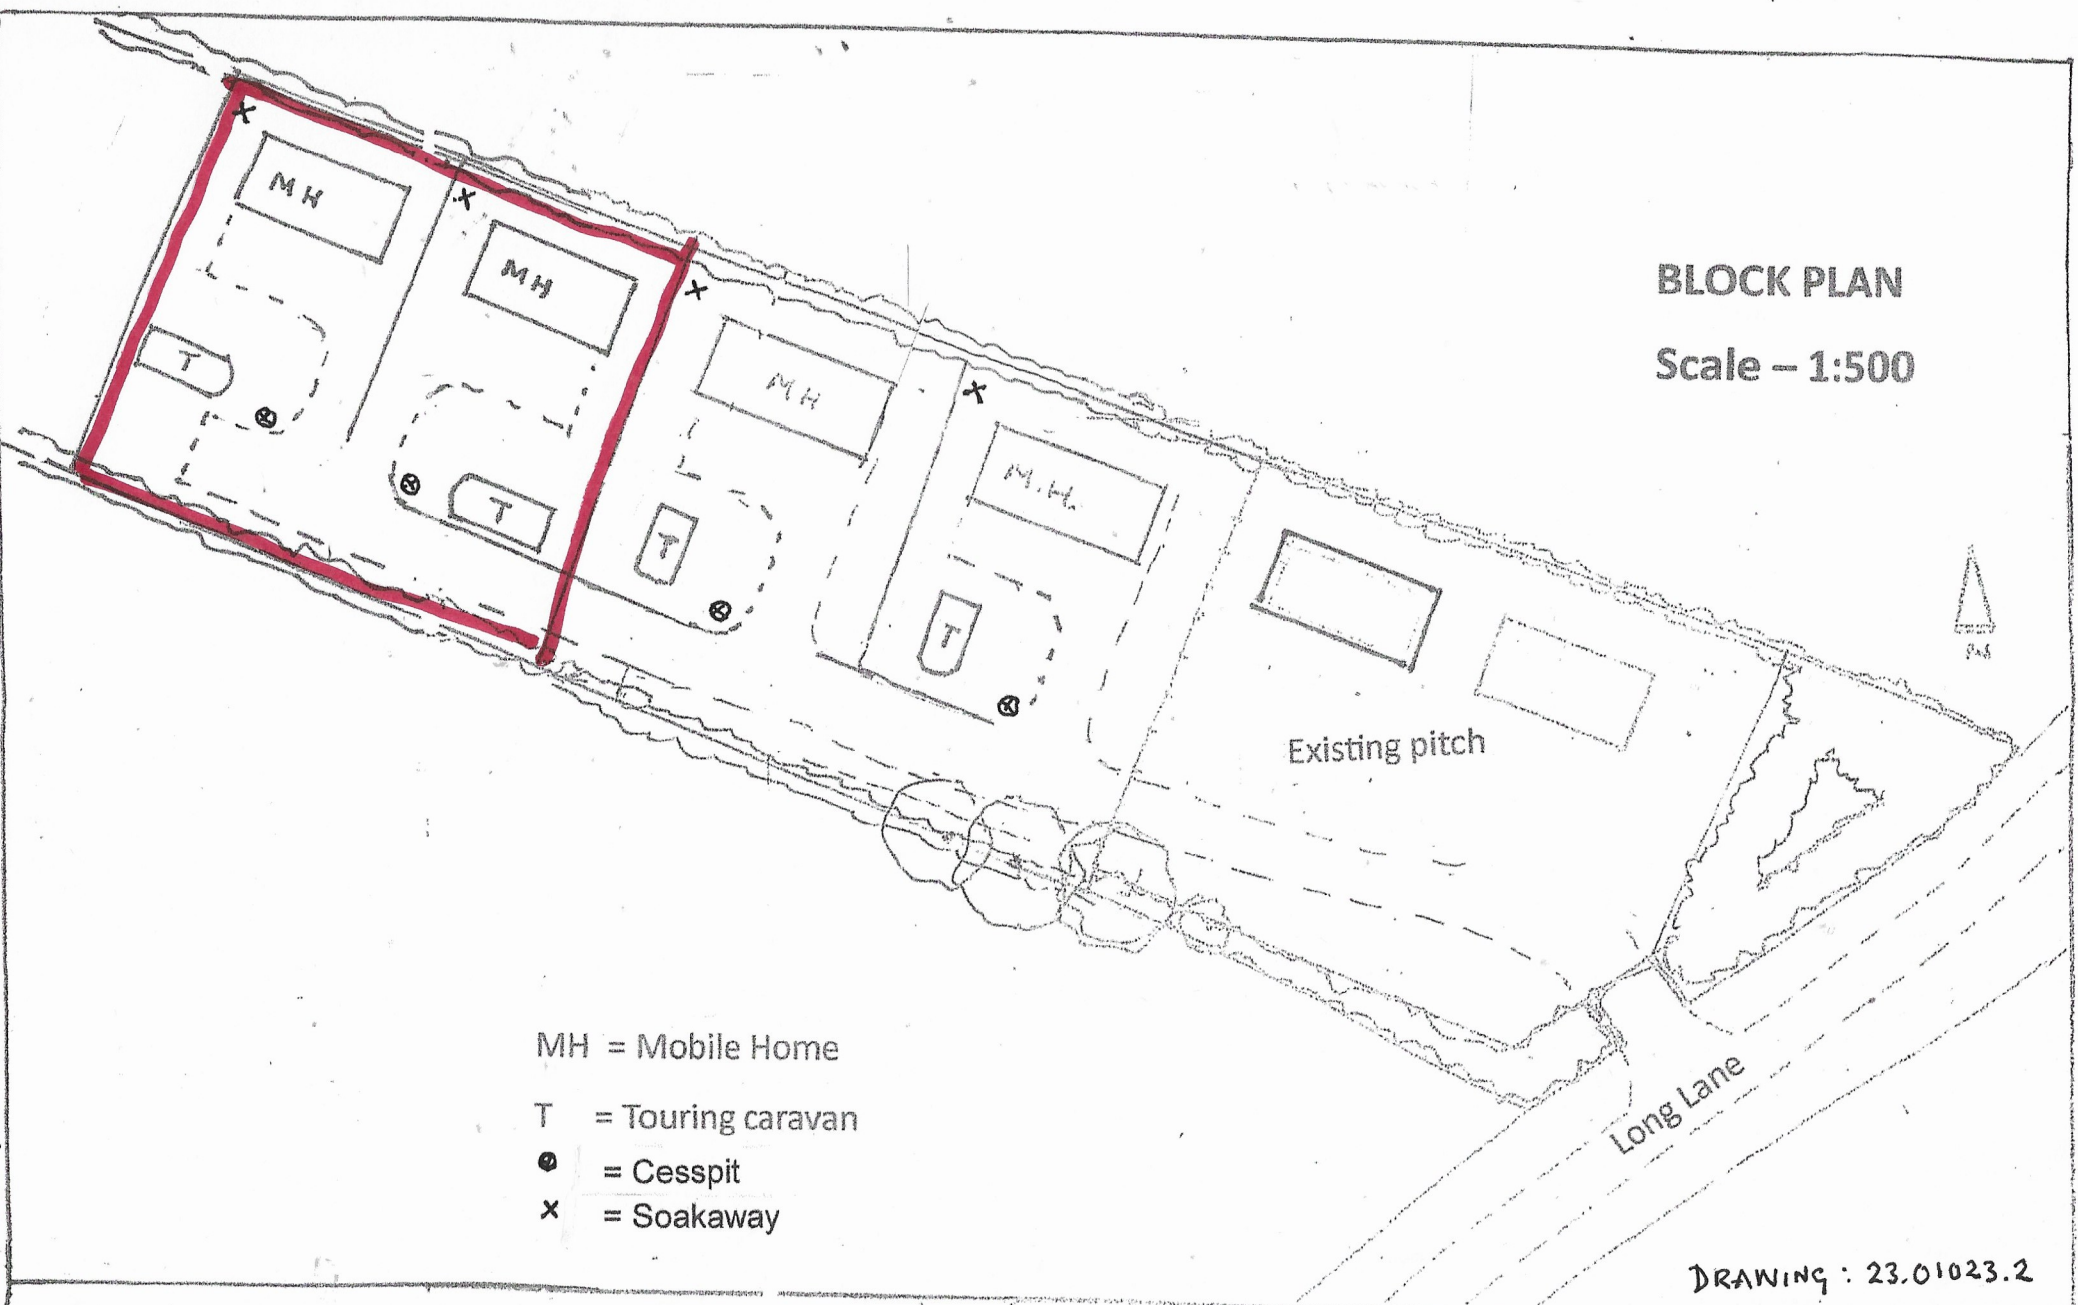 MH
MH
MH
M.H.
T
T
T
T
BLOCK PLAN
Scale – 1:500
Existing pitch
Long Lane
MH = Mobile Home
T = Touring caravan
= Cesspit
x = Soakaway
DRAWING : 23.01023.2